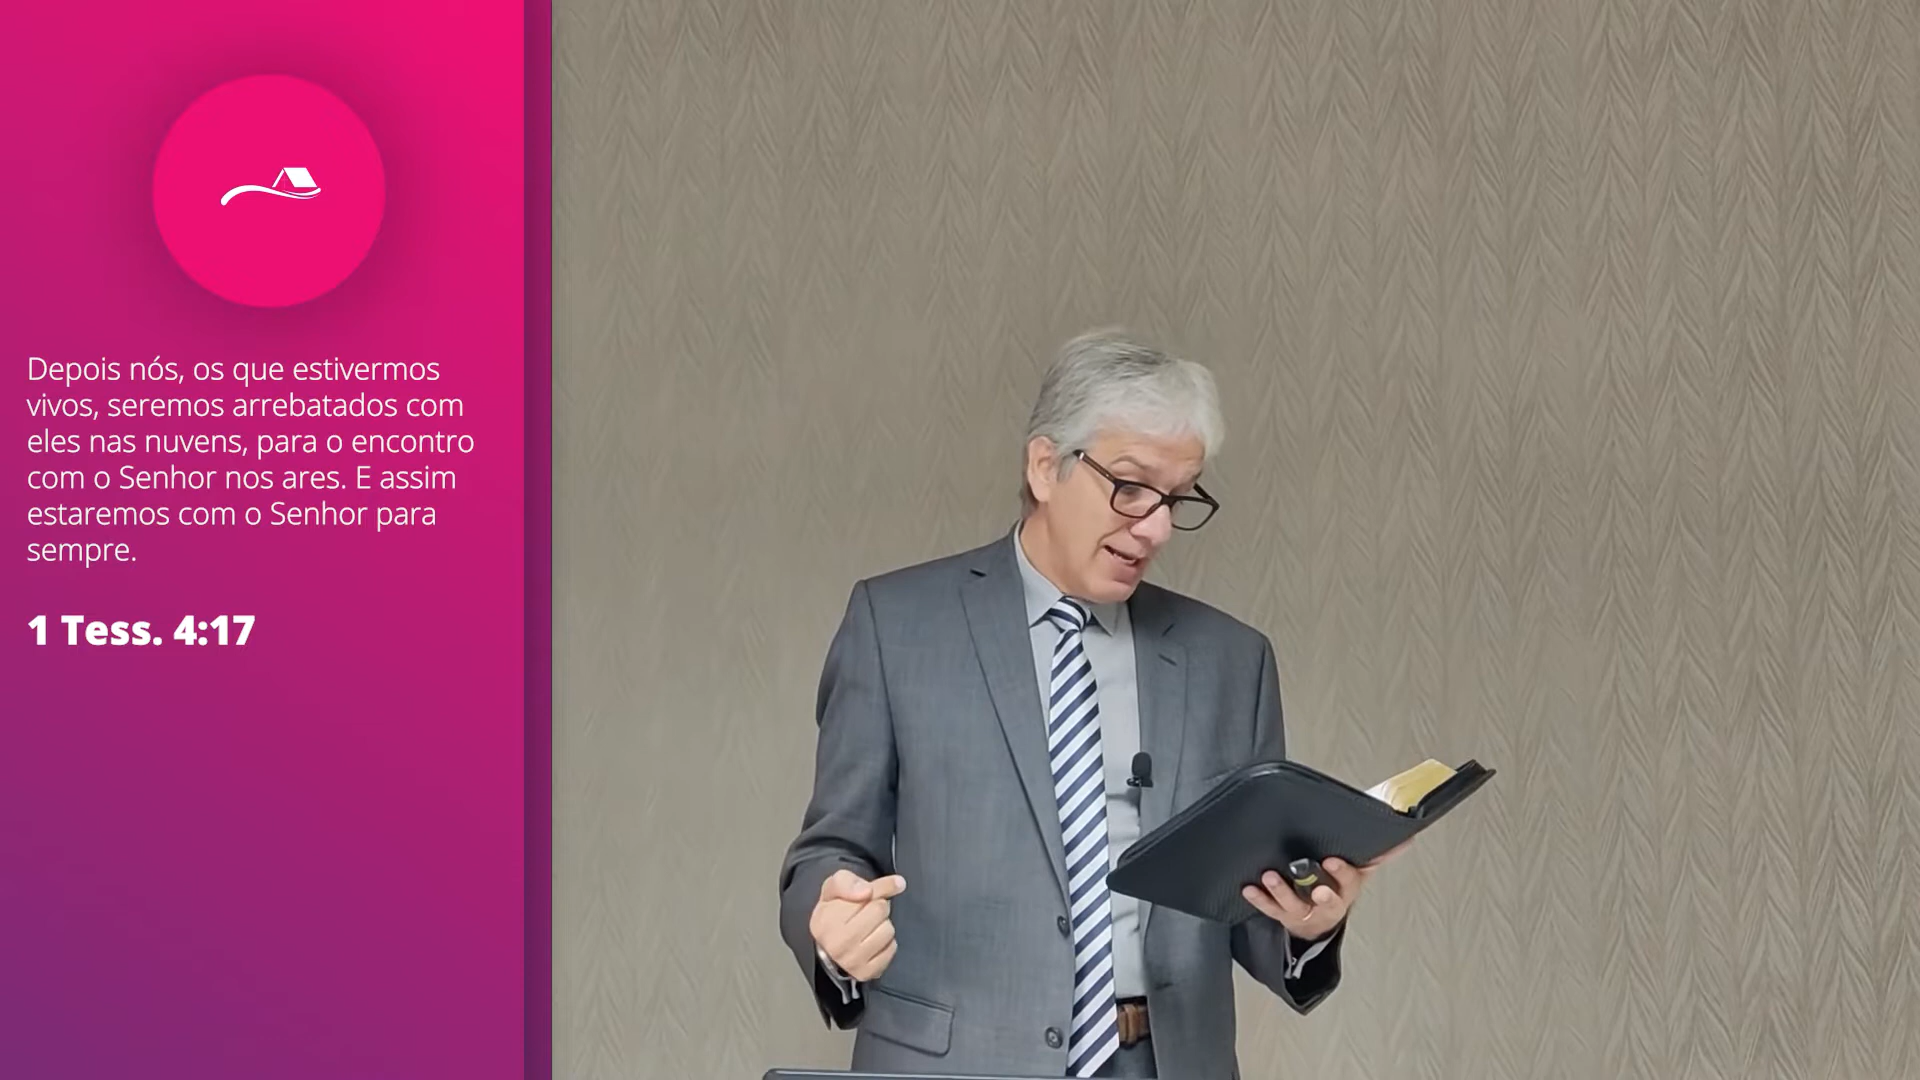 Depois nós, os que estivermos
vivos, seremos arrebatados com
eles nas nuvens, para o encontro
com o Senhor nos ares. E assim
estaremos com o Senhor para
sempre.
1 Tess. 4:17